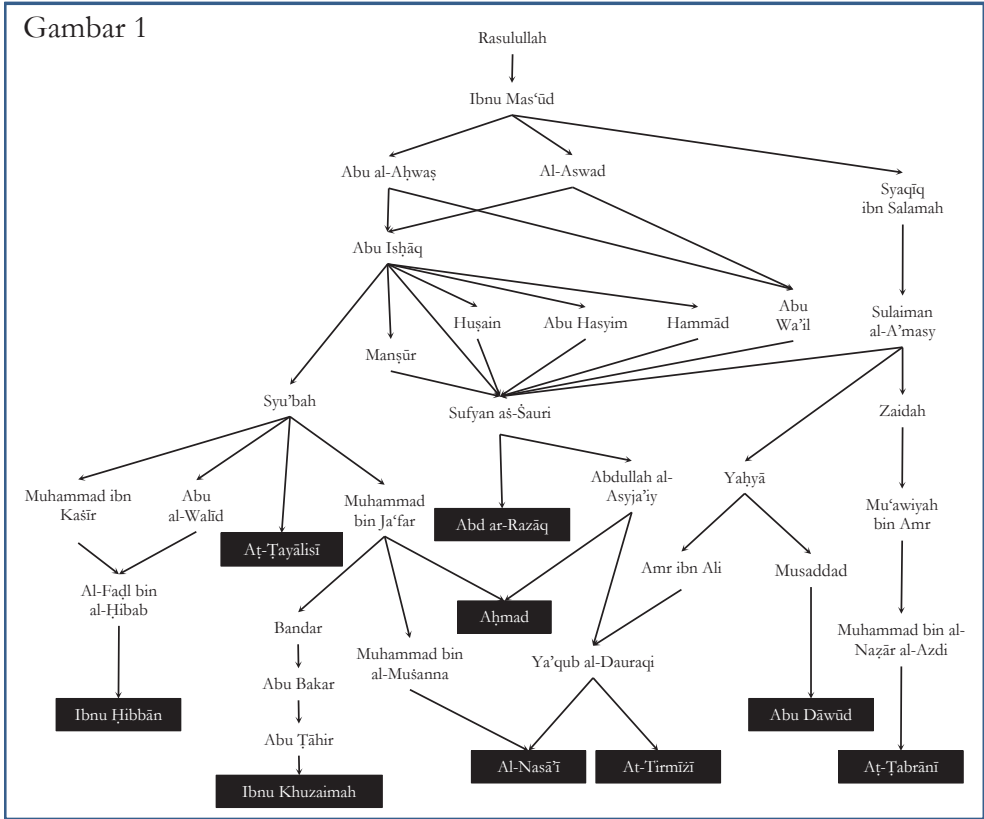 Gambar 1
Rasulullah
Ibnu Mas‘ūd
Abu al-Aḥwaṣ
Al-Aswad
Syaqīq
ibn Salamah
Abu Isḥāq
Manṣūr
Huṣain
Abu Hasyim
Hammād
Abu
Wa’il
Sulaiman
al-A’masy
Syu’bah
Sufyan aṡ-Ṡauri
Zaidah
Muhammad ibn
Kaṡīr
Abu
al-Walīd
Aṭ-Ṭayālisī
Muhammad
bin Ja‘far
Abd ar-Razāq
Abdullah al-
Asyja’iy
Yaḥyā
Mu‘awiyah
bin Amr
Al-Faḍl bin
al-Ḥibab
Bandar
Aḥmad
Amr ibn Ali
Musaddad
Muhammad bin
al-Muṡanna
Ya’qub al-Dauraqi
Muhammad bin al-
Naẓār al-Azdi
Abu Bakar
Ibnu Ḥibbān
Abu Dāwūd
Abu Ṭāhir
Ibnu Khuzaimah
Al-Nasā’ī
At-Tirmīzī
Aṭ-Ṭabrānī